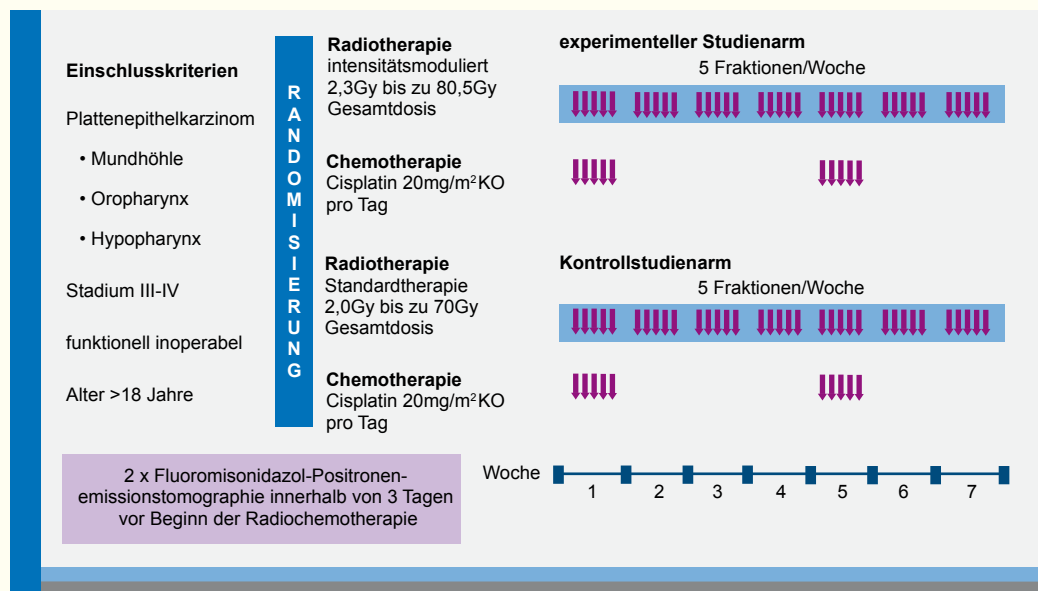 Einschlusskriterien
Plattenepithelkarzinom
• Mundhöhle
• Oropharynx
• Hypopharynx
Stadium III-IV
funktionell inoperabel
Alter >18 Jahre
RANDOMISIERUNG
Radiotherapie
intensitätsmoduliert
2,3Gy bis zu 80,5Gy
Gesamtdosis
Chemotherapie
Cisplatin 20mg/m²KO
pro Tag
experimenteller Studienarm
5 Fraktionen/Woche
Radiotherapie
Standardtherapie
2,0Gy bis zu 70Gy
Gesamtdosis
Chemotherapie
Cisplatin 20mg/m²KO
pro Tag
Kontrollstudienarm
5 Fraktionen/Woche
2 x Fluoromisonidazol-Positronen-
emissionstomographie innerhalb von 3 Tagen
vor Beginn der Radiochemotherapie
Woche
1 2 3 4 5 6 7